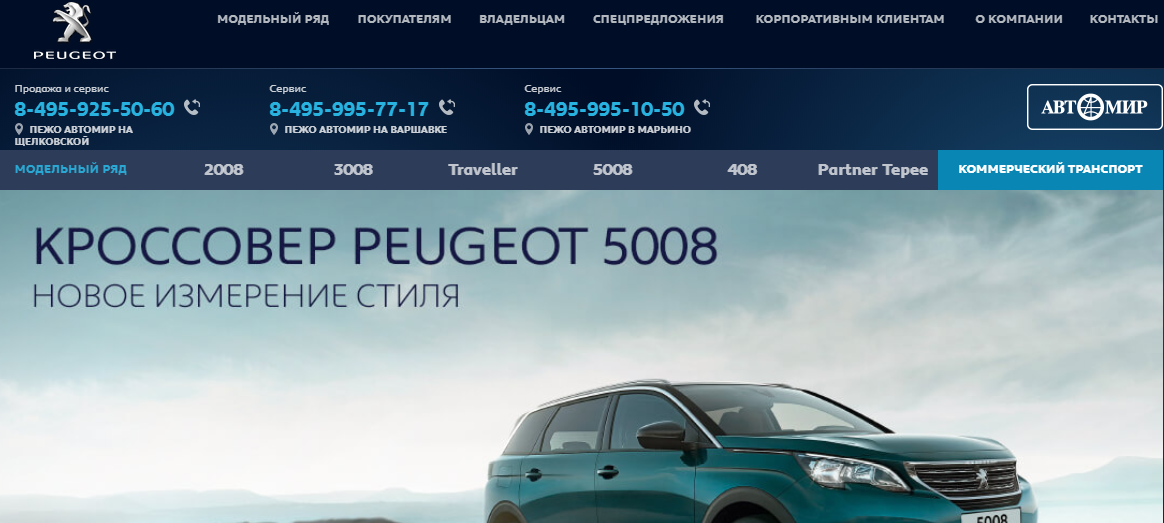 PEUGEOT
МОДЕЛЬНЫЙ РЯД
ПОКУПАТЕЛЯМ
ВЛАДЕЛЬЦАМ
СПЕЦПРЕДЛОЖЕНИЯ
КОРПОРАТИВНЫМ КЛИЕНТАМ
О КОМПАНИИ
КОНТАКТЫ
Продажа и сервис
8-495-925-50-60
ПЕЖО АВТОМИР НА
ЩЕЛКОВСКОЙ
Сервис
8-495-995-77-17
ПЕЖО АВТОМИР НА ВАРШАВКЕ
Сервис
8-495-995-10-50
ПЕЖО АВТОМИР В МАРЬИНО
АВТОМИР
МОДЕЛЬНЫЙ РЯД
2008
3008
Traveller
5008
408
Partner Tepee
КОММЕРЧЕСКИЙ ТРАНСПОРТ
КРОССОВЕР PEUGEOT 5008
НОВОЕ ИЗМЕРЕНИЕ СТИЛЯ
5008